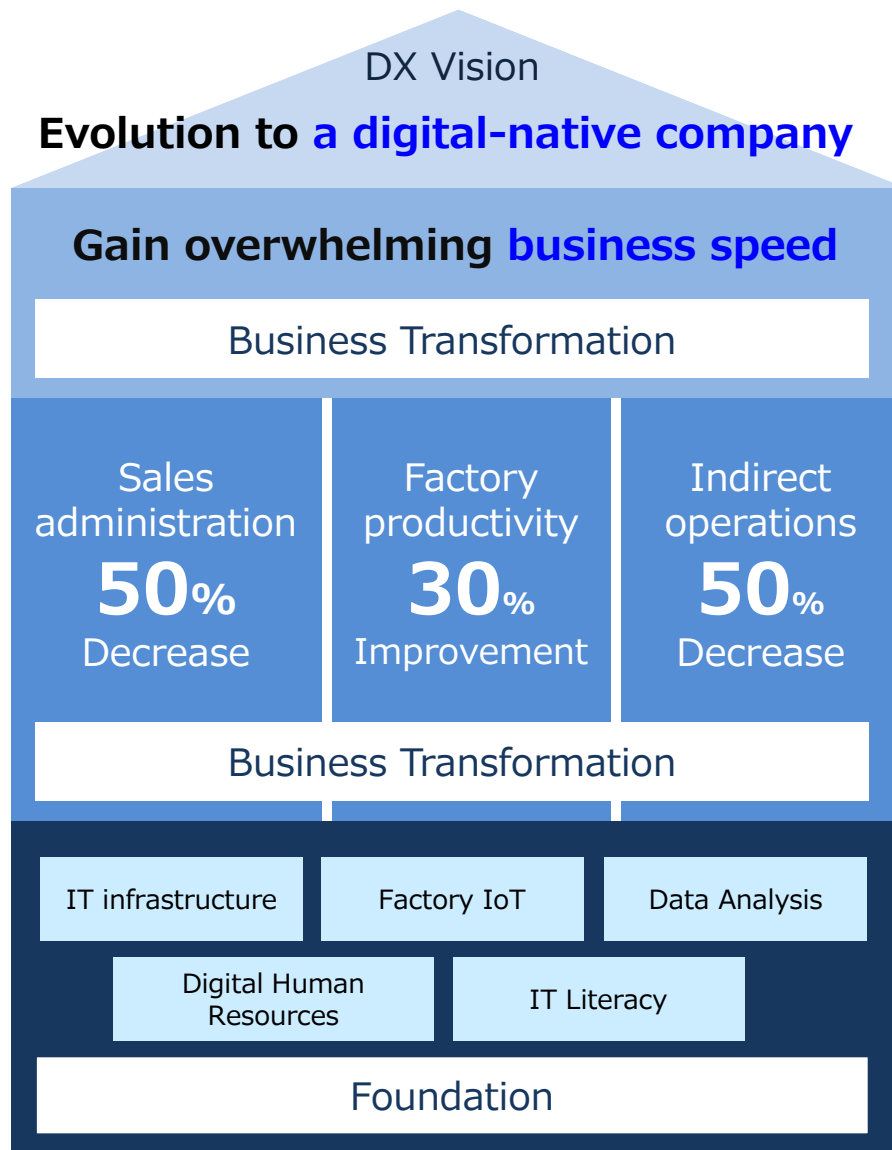 DX Vision
Evolution to a digital-native company
Gain overwhelming business speed
Business Transformation
Sales
administration
50%
Decrease
Factory
productivity
30%
Improvement
Indirect
operations
50%
Decrease
Business Transformation
IT infrastructure
Factory IoT
Data Analysis
Digital Human
Resources
IT Literacy
Foundation